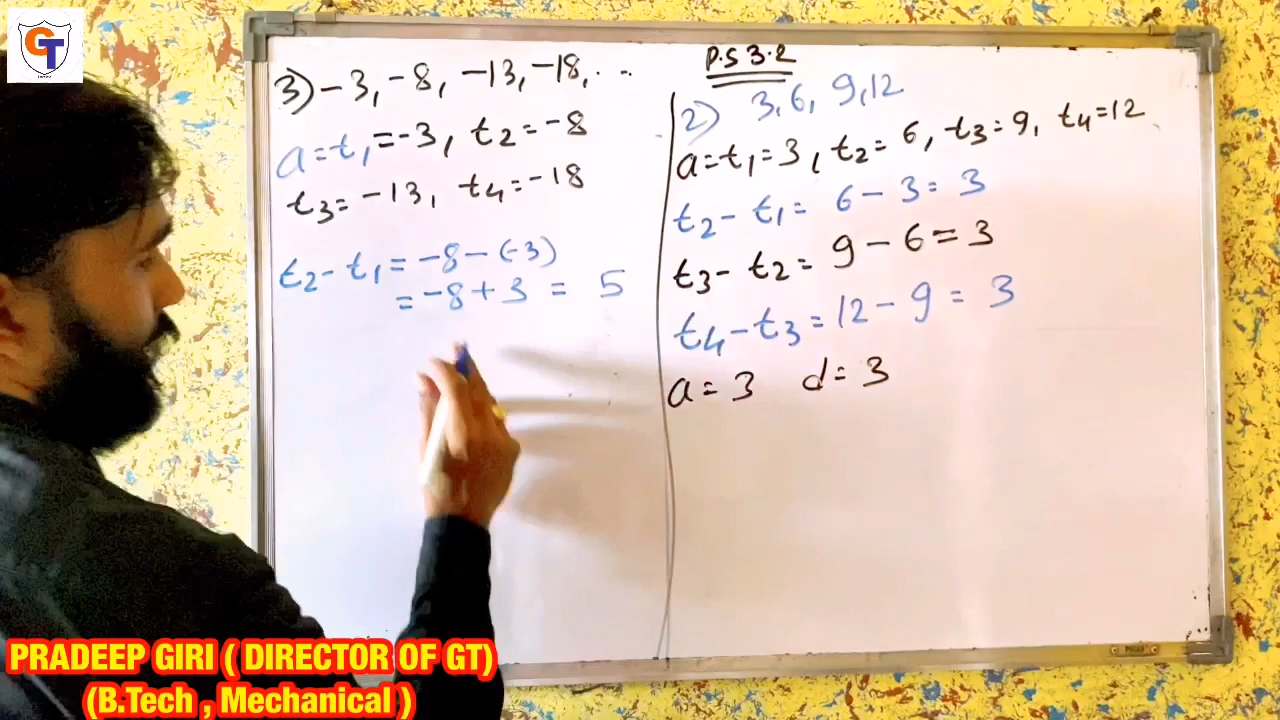 GT
P.S 3.2
3) -3, -8, -13, -18, ...
a = t₁ = -3, t₂ = -8
t₃ = -13, t₄ = -18
t₂ - t₁ = -8 - (-3)
= -8 + 3 = 5
2) 3, 6, 9, 12
a = t₁ = 3, t₂ = 6, t₃ = 9, t₄ = 12
t₂ - t₁ = 6 - 3 = 3
t₃ - t₂ = 9 - 6 = 3
t₄ - t₃ = 12 - 9 = 3
a = 3 d = 3
PRADEEP GIRI ( DIRECTOR OF GT)
(B.Tech , Mechanical )